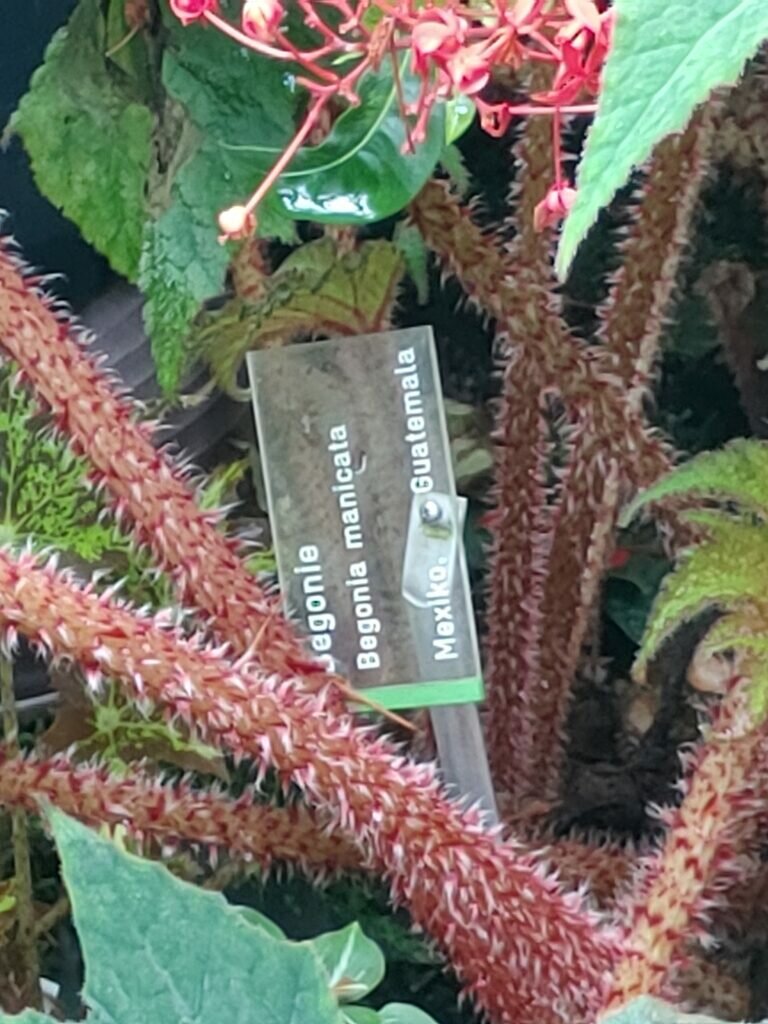 Begonie
Begonia manicata
Mexiko, Guatemala